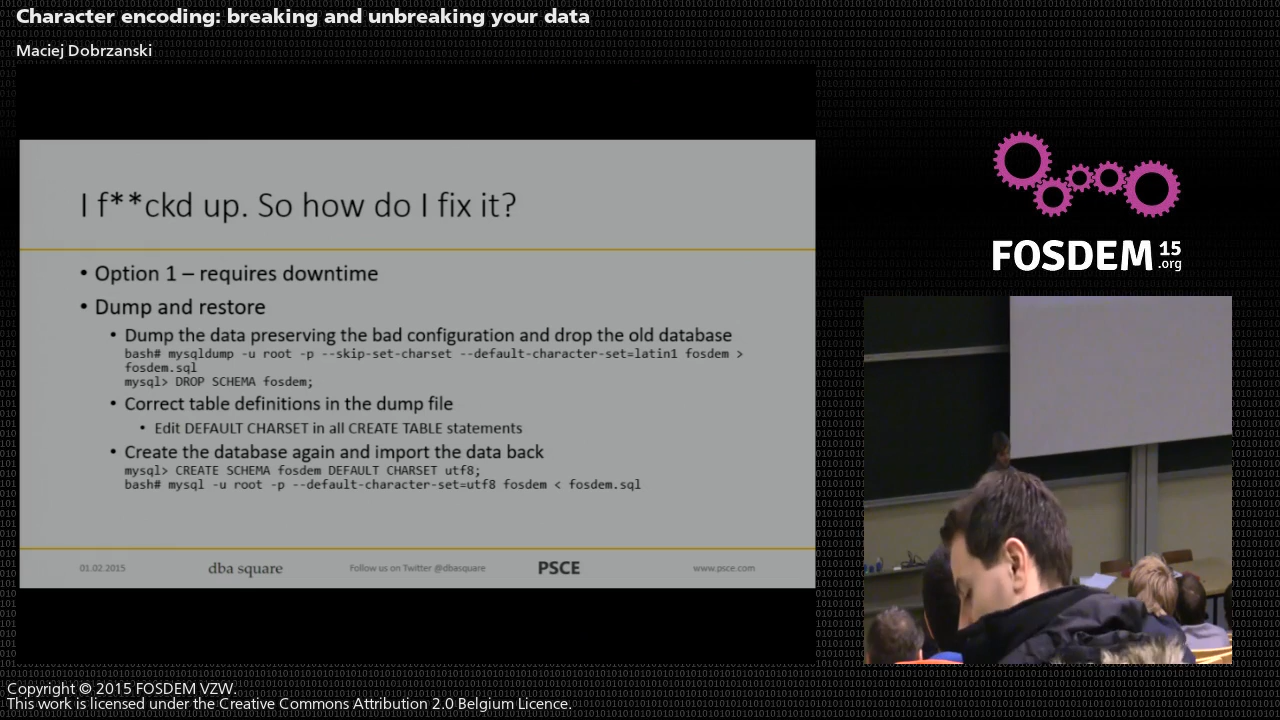 Character encoding: breaking and unbreaking your data
Maciej Dobrzanski
I f**ckd up. So how do I fix it?
• Option 1 – requires downtime
• Dump and restore
• Dump the data preserving the bad configuration and drop the old database
bash# mysqldump -u root -p --skip-set-charset --default-character-set=latin1 fosdem >
fosdem.sql
mysql> DROP SCHEMA fosdem;
• Correct table definitions in the dump file
• Edit DEFAULT CHARSET in all CREATE TABLE statements
• Create the database again and import the data back
mysql> CREATE SCHEMA fosdem DEFAULT CHARSET utf8;
bash# mysql -u root -p --default-character-set=utf8 fosdem < fosdem.sql
01.02.2015 dba square Follow us on Twitter @dbasquare PSCE www.psce.com
FOSDEM 15 .org
Copyright © 2015 FOSDEM VZW.
This work is licensed under the Creative Commons Attribution 2.0 Belgium Licence.